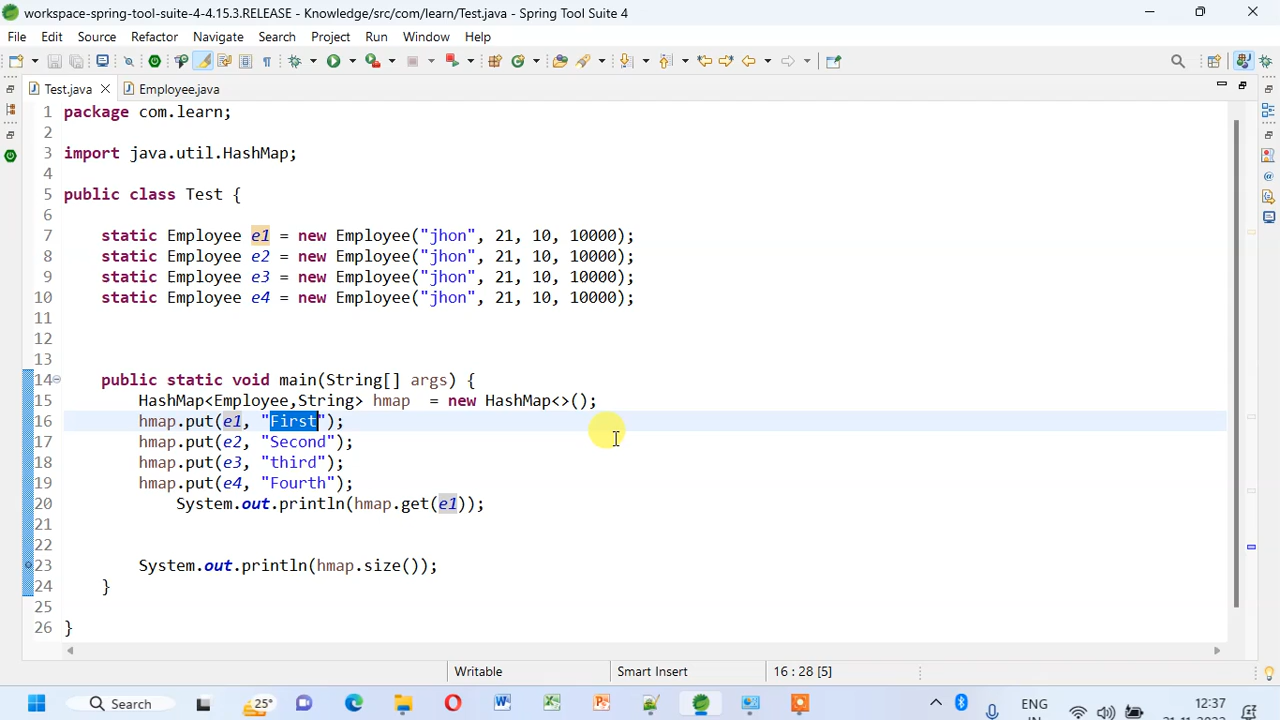 workspace-spring-tool-suite-4-4.15.3.RELEASE - Knowledge/src/com/learn/Test.java - Spring Tool Suite 4
File Edit Source Refactor Navigate Search Project Run Window Help
Test.java Employee.java
1 package com.learn;
2
3 import java.util.HashMap;
4
5 public class Test {
6
7 static Employee e1 = new Employee("jhon", 21, 10, 10000);
8 static Employee e2 = new Employee("jhon", 21, 10, 10000);
9 static Employee e3 = new Employee("jhon", 21, 10, 10000);
10 static Employee e4 = new Employee("jhon", 21, 10, 10000);
11
12
13
14 public static void main(String[] args) {
15 HashMap<Employee,String> hmap  = new HashMap<>();
16 hmap.put(e1, "First");
17 hmap.put(e2, "Second");
18 hmap.put(e3, "third");
19 hmap.put(e4, "Fourth");
20 System.out.println(hmap.get(e1));
21
22
23 System.out.println(hmap.size());
24 }
25
26 }
Writable Smart Insert 16 : 28 [5]
Search 25° ENG 12:37
IN